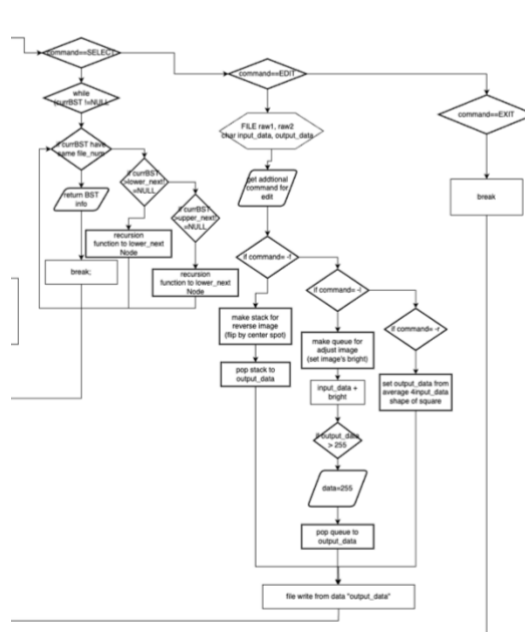 command==SELECT
command==EDIT
command==EXIT
while
(currBST !=NULL
FILE raw1, raw2
char input_data, output_data
if currBST have
same file_num
if currBST
=NULL
get addtional
command for
edit
break
return BST
info
if currBST
=NULL
recursion
function to lower_next
Node
if command= -f
break;
recursion
function to lower_next
Node
if command= -l
make stack for
reverse image
(flip by center spot)
make queue for
adjust image
(set image's bright)
if command= -r
pop stack to
output_data
input_data +
bright
set output_data from
average 4input_data
shape of square
if output_data
> 255
data=255
pop queue to
output_data
file write from data "output_data"